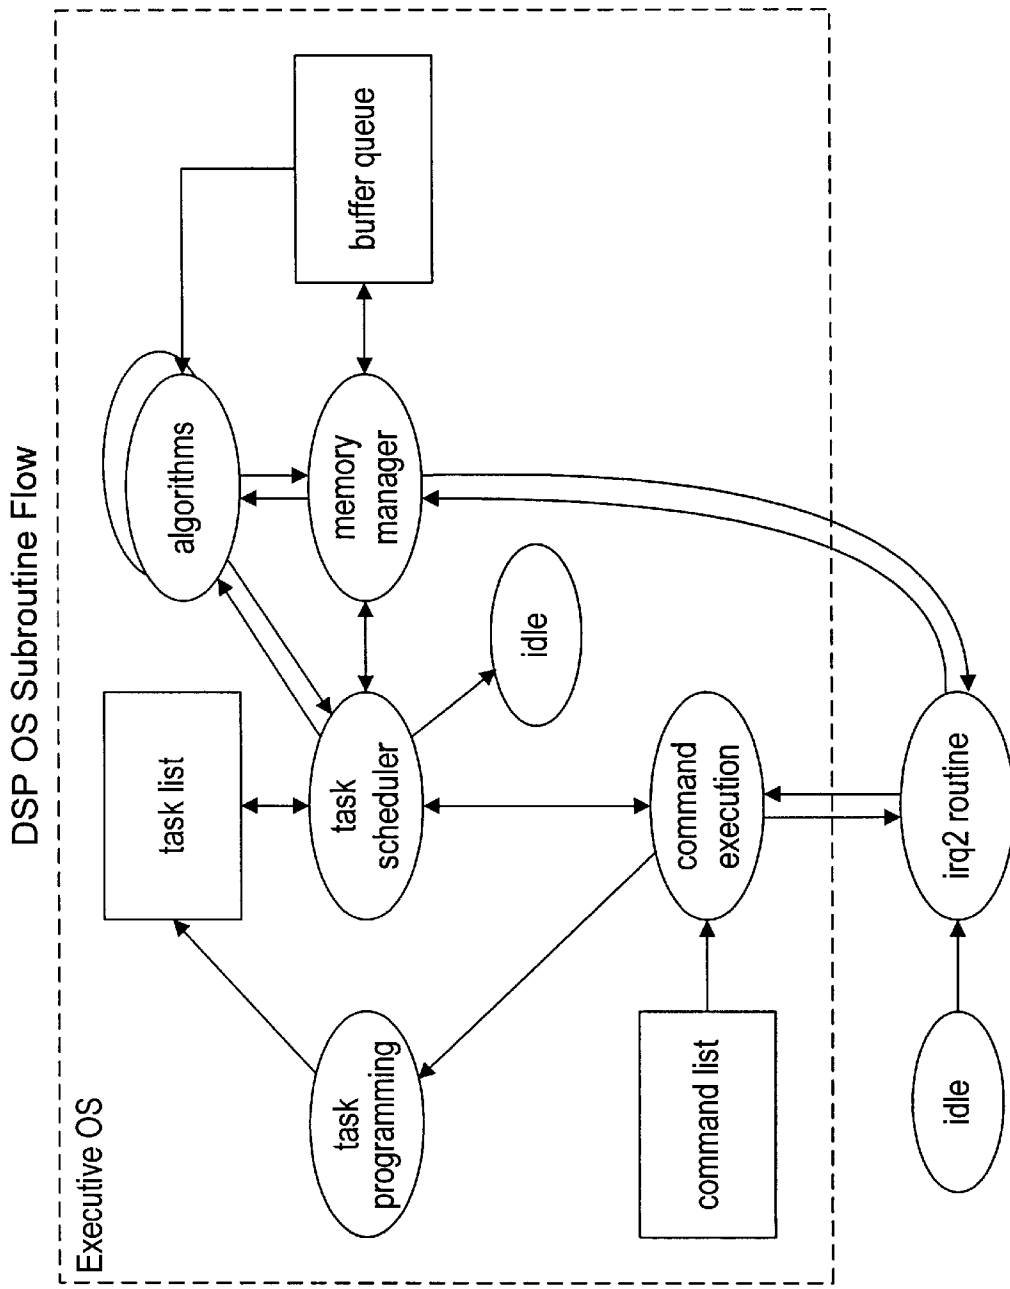 DSP OS Subroutine Flow
Executive OS
task
programming
task list
task
scheduler
algorithms
memory
manager
buffer queue
idle
command list
command
execution
idle
irq2 routine